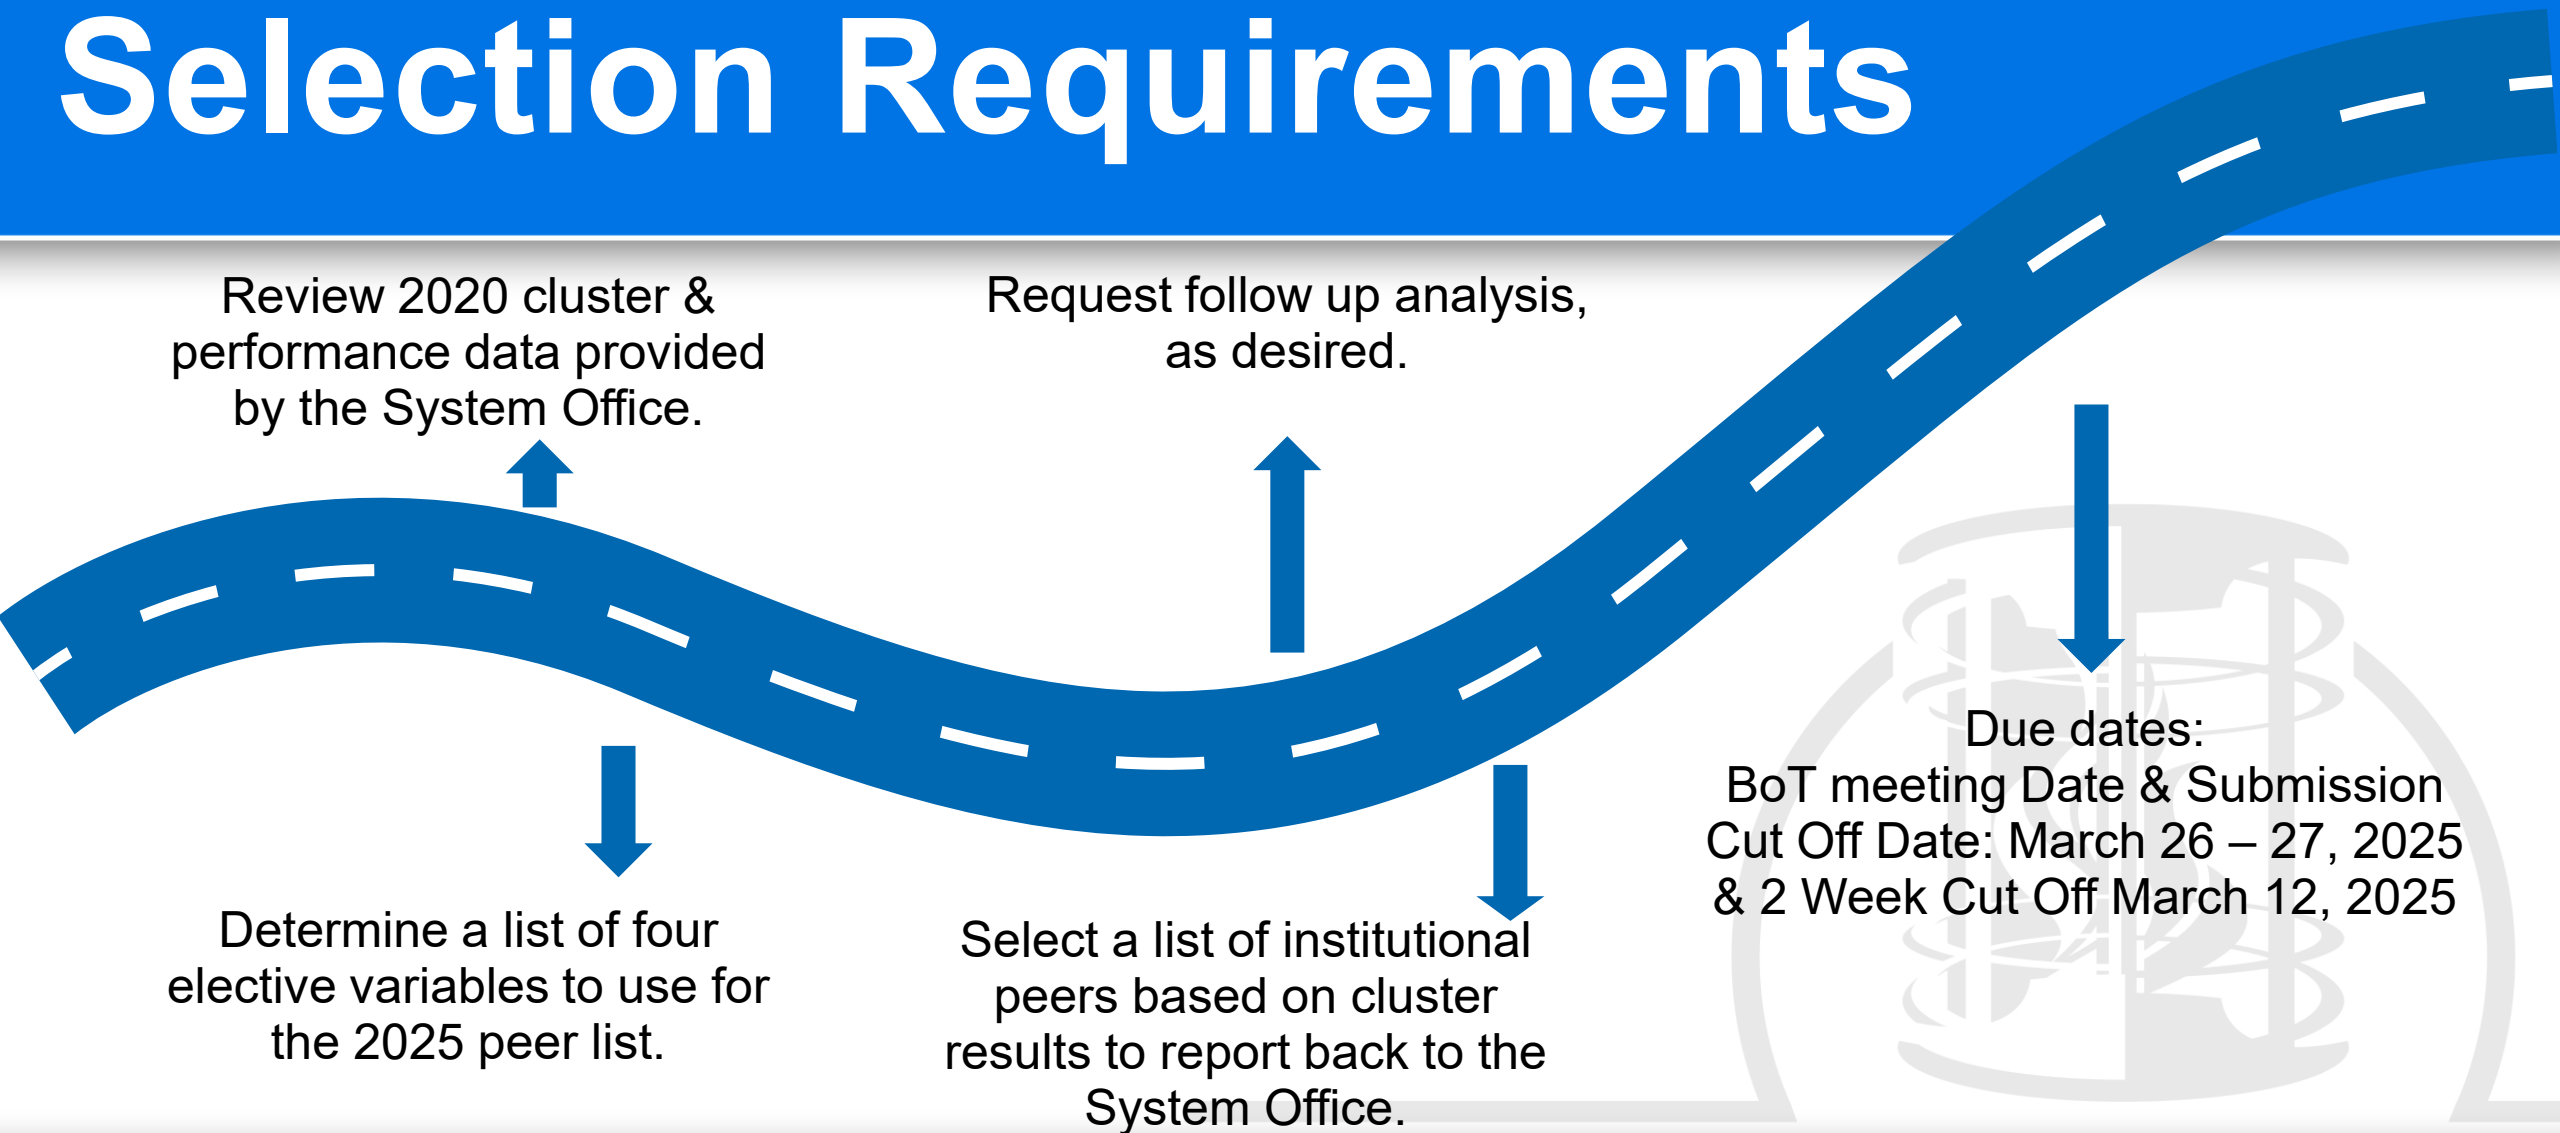 Selection Requirements
Review 2020 cluster &
performance data provided
by the System Office.
Request follow up analysis,
as desired.
Determine a list of four
elective variables to use for
the 2025 peer list.
Select a list of institutional
peers based on cluster
results to report back to the
System Office.
Due dates:
BoT meeting Date & Submission
Cut Off Date: March 26 – 27, 2025
& 2 Week Cut Off March 12, 2025